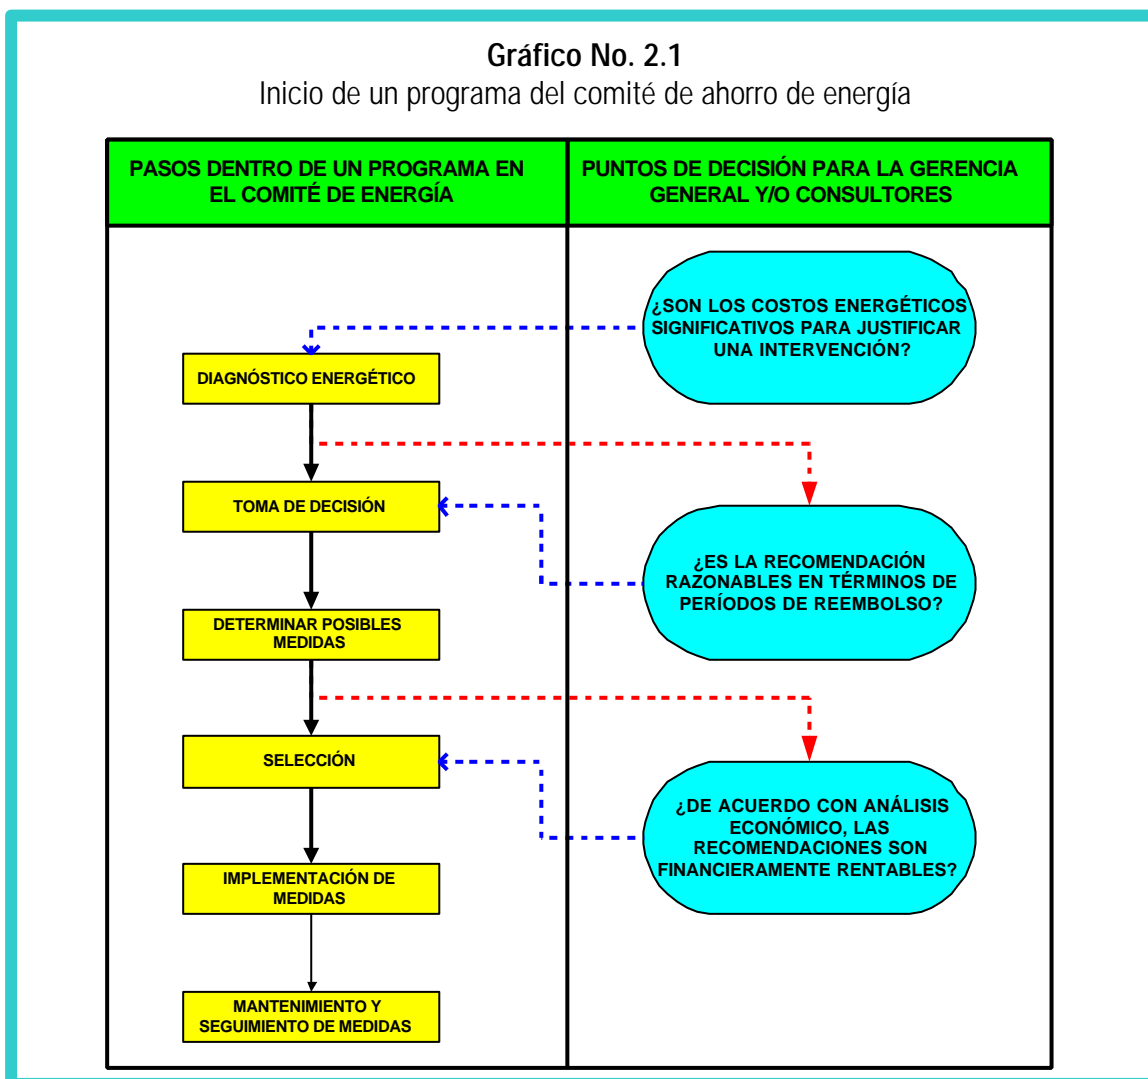 Gráfico No. 2.1
Inicio de un programa del comité de ahorro de energía
PASOS DENTRO DE UN PROGRAMA EN
EL COMITÉ DE ENERGÍA
PUNTOS DE DECISIÓN PARA LA GERENCIA
GENERAL Y/O CONSULTORES
¿SON LOS COSTOS ENERGÉTICOS
SIGNIFICATIVOS PARA JUSTIFICAR
UNA INTERVENCIÓN?
DIAGNÓSTICO ENERGÉTICO
TOMA DE DECISIÓN
¿ES LA RECOMENDACIÓN
RAZONABLES EN TÉRMINOS DE
PERÍODOS DE REEMBOLSO?
DETERMINAR POSIBLES
MEDIDAS
SELECCIÓN
¿DE ACUERDO CON ANÁLISIS
ECONÓMICO, LAS
RECOMENDACIONES SON
FINANCIERAMENTE RENTABLES?
IMPLEMENTACIÓN DE
MEDIDAS
MANTENIMIENTO Y
SEGUIMIENTO DE MEDIDAS